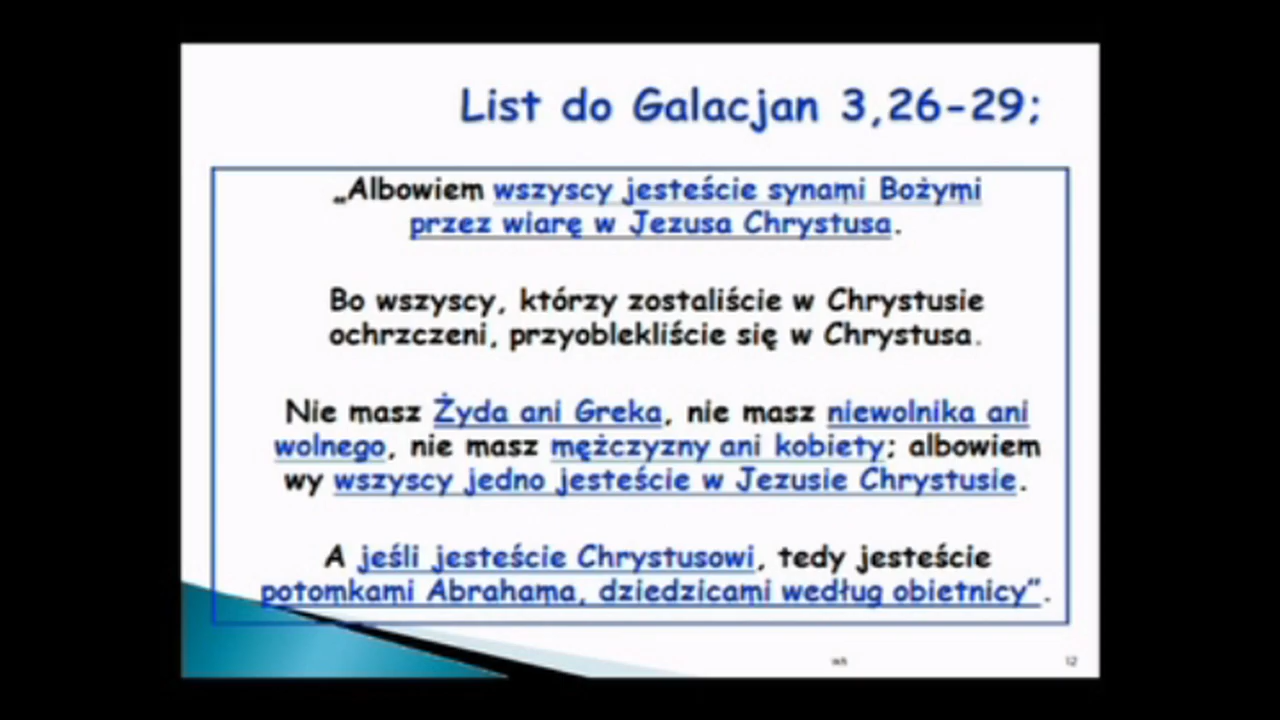 List do Galacjan 3,26-29;
„Albowiem wszyscy jesteście synami Bożymi
przez wiarę w Jezusa Chrystusa.
Bo wszyscy, którzy zostaliście w Chrystusie
ochrzczeni, przyoblekliście się w Chrystusa.
Nie masz Żyda ani Greka, nie masz niewolnika ani
wolnego, nie masz mężczyzny ani kobiety; albowiem
wy wszyscy jedno jesteście w Jezusie Chrystusie.
A jeśli jesteście Chrystusowi, tedy jesteście
potomkami Abrahama, dziedzicami według obietnicy”.
12